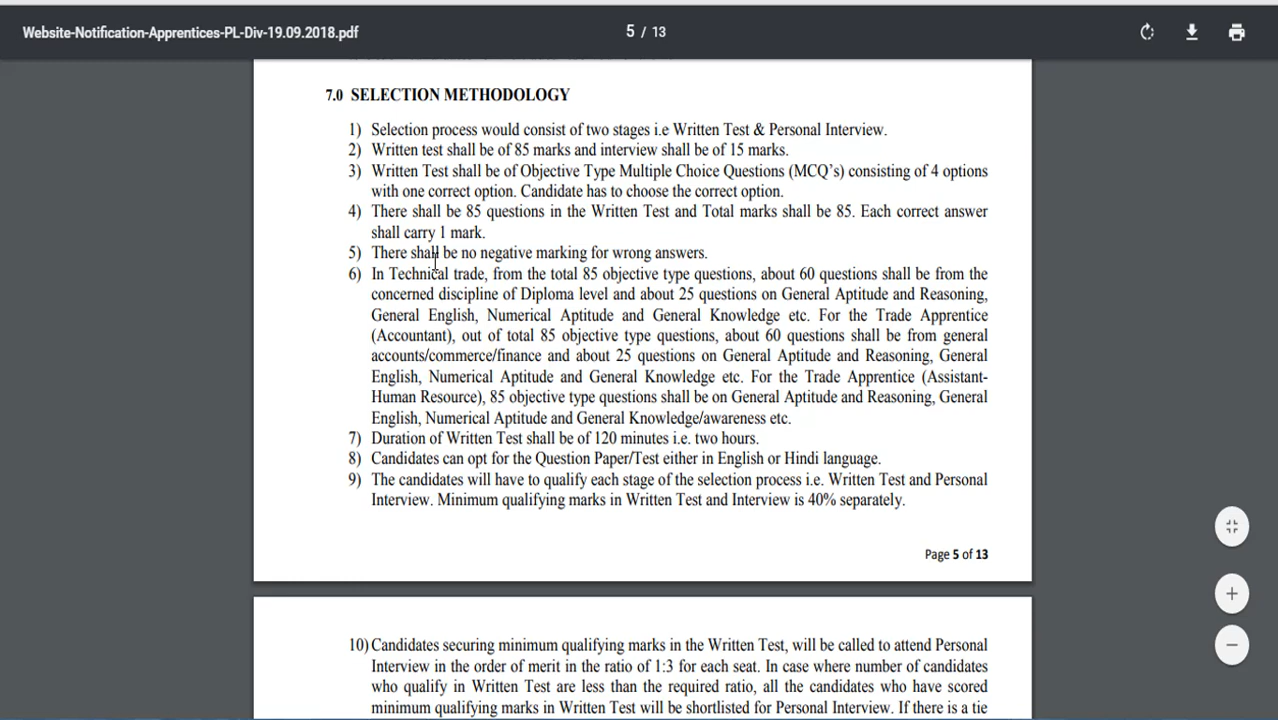 Website-Notification-Apprentices-PL-Div-19.09.2018.pdf
5 / 13
7.0 SELECTION METHODOLOGY
1) Selection process would consist of two stages i.e Written Test & Personal Interview.
2) Written test shall be of 85 marks and interview shall be of 15 marks.
3) Written Test shall be of Objective Type Multiple Choice Questions (MCQ's) consisting of 4 options
with one correct option. Candidate has to choose the correct option.
4) There shall be 85 questions in the Written Test and Total marks shall be 85. Each correct answer
shall carry 1 mark.
5) There shall be no negative marking for wrong answers.
6) In Technical trade, from the total 85 objective type questions, about 60 questions shall be from the
concerned discipline of Diploma level and about 25 questions on General Aptitude and Reasoning,
General English, Numerical Aptitude and General Knowledge etc. For the Trade Apprentice
(Accountant), out of total 85 objective type questions, about 60 questions shall be from general
accounts/commerce/finance and about 25 questions on General Aptitude and Reasoning, General
English, Numerical Aptitude and General Knowledge etc. For the Trade Apprentice (Assistant-
Human Resource), 85 objective type questions shall be on General Aptitude and Reasoning, General
English, Numerical Aptitude and General Knowledge/awareness etc.
7) Duration of Written Test shall be of 120 minutes i.e. two hours.
8) Candidates can opt for the Question Paper/Test either in English or Hindi language.
9) The candidates will have to qualify each stage of the selection process i.e. Written Test and Personal
Interview. Minimum qualifying marks in Written Test and Interview is 40% separately.
Page 5 of 13
10) Candidates securing minimum qualifying marks in the Written Test, will be called to attend Personal
Interview in the order of merit in the ratio of 1:3 for each seat. In case where number of candidates
who qualify in Written Test are less than the required ratio, all the candidates who have scored
minimum qualifying marks in Written Test will be shortlisted for Personal Interview. If there is a tie